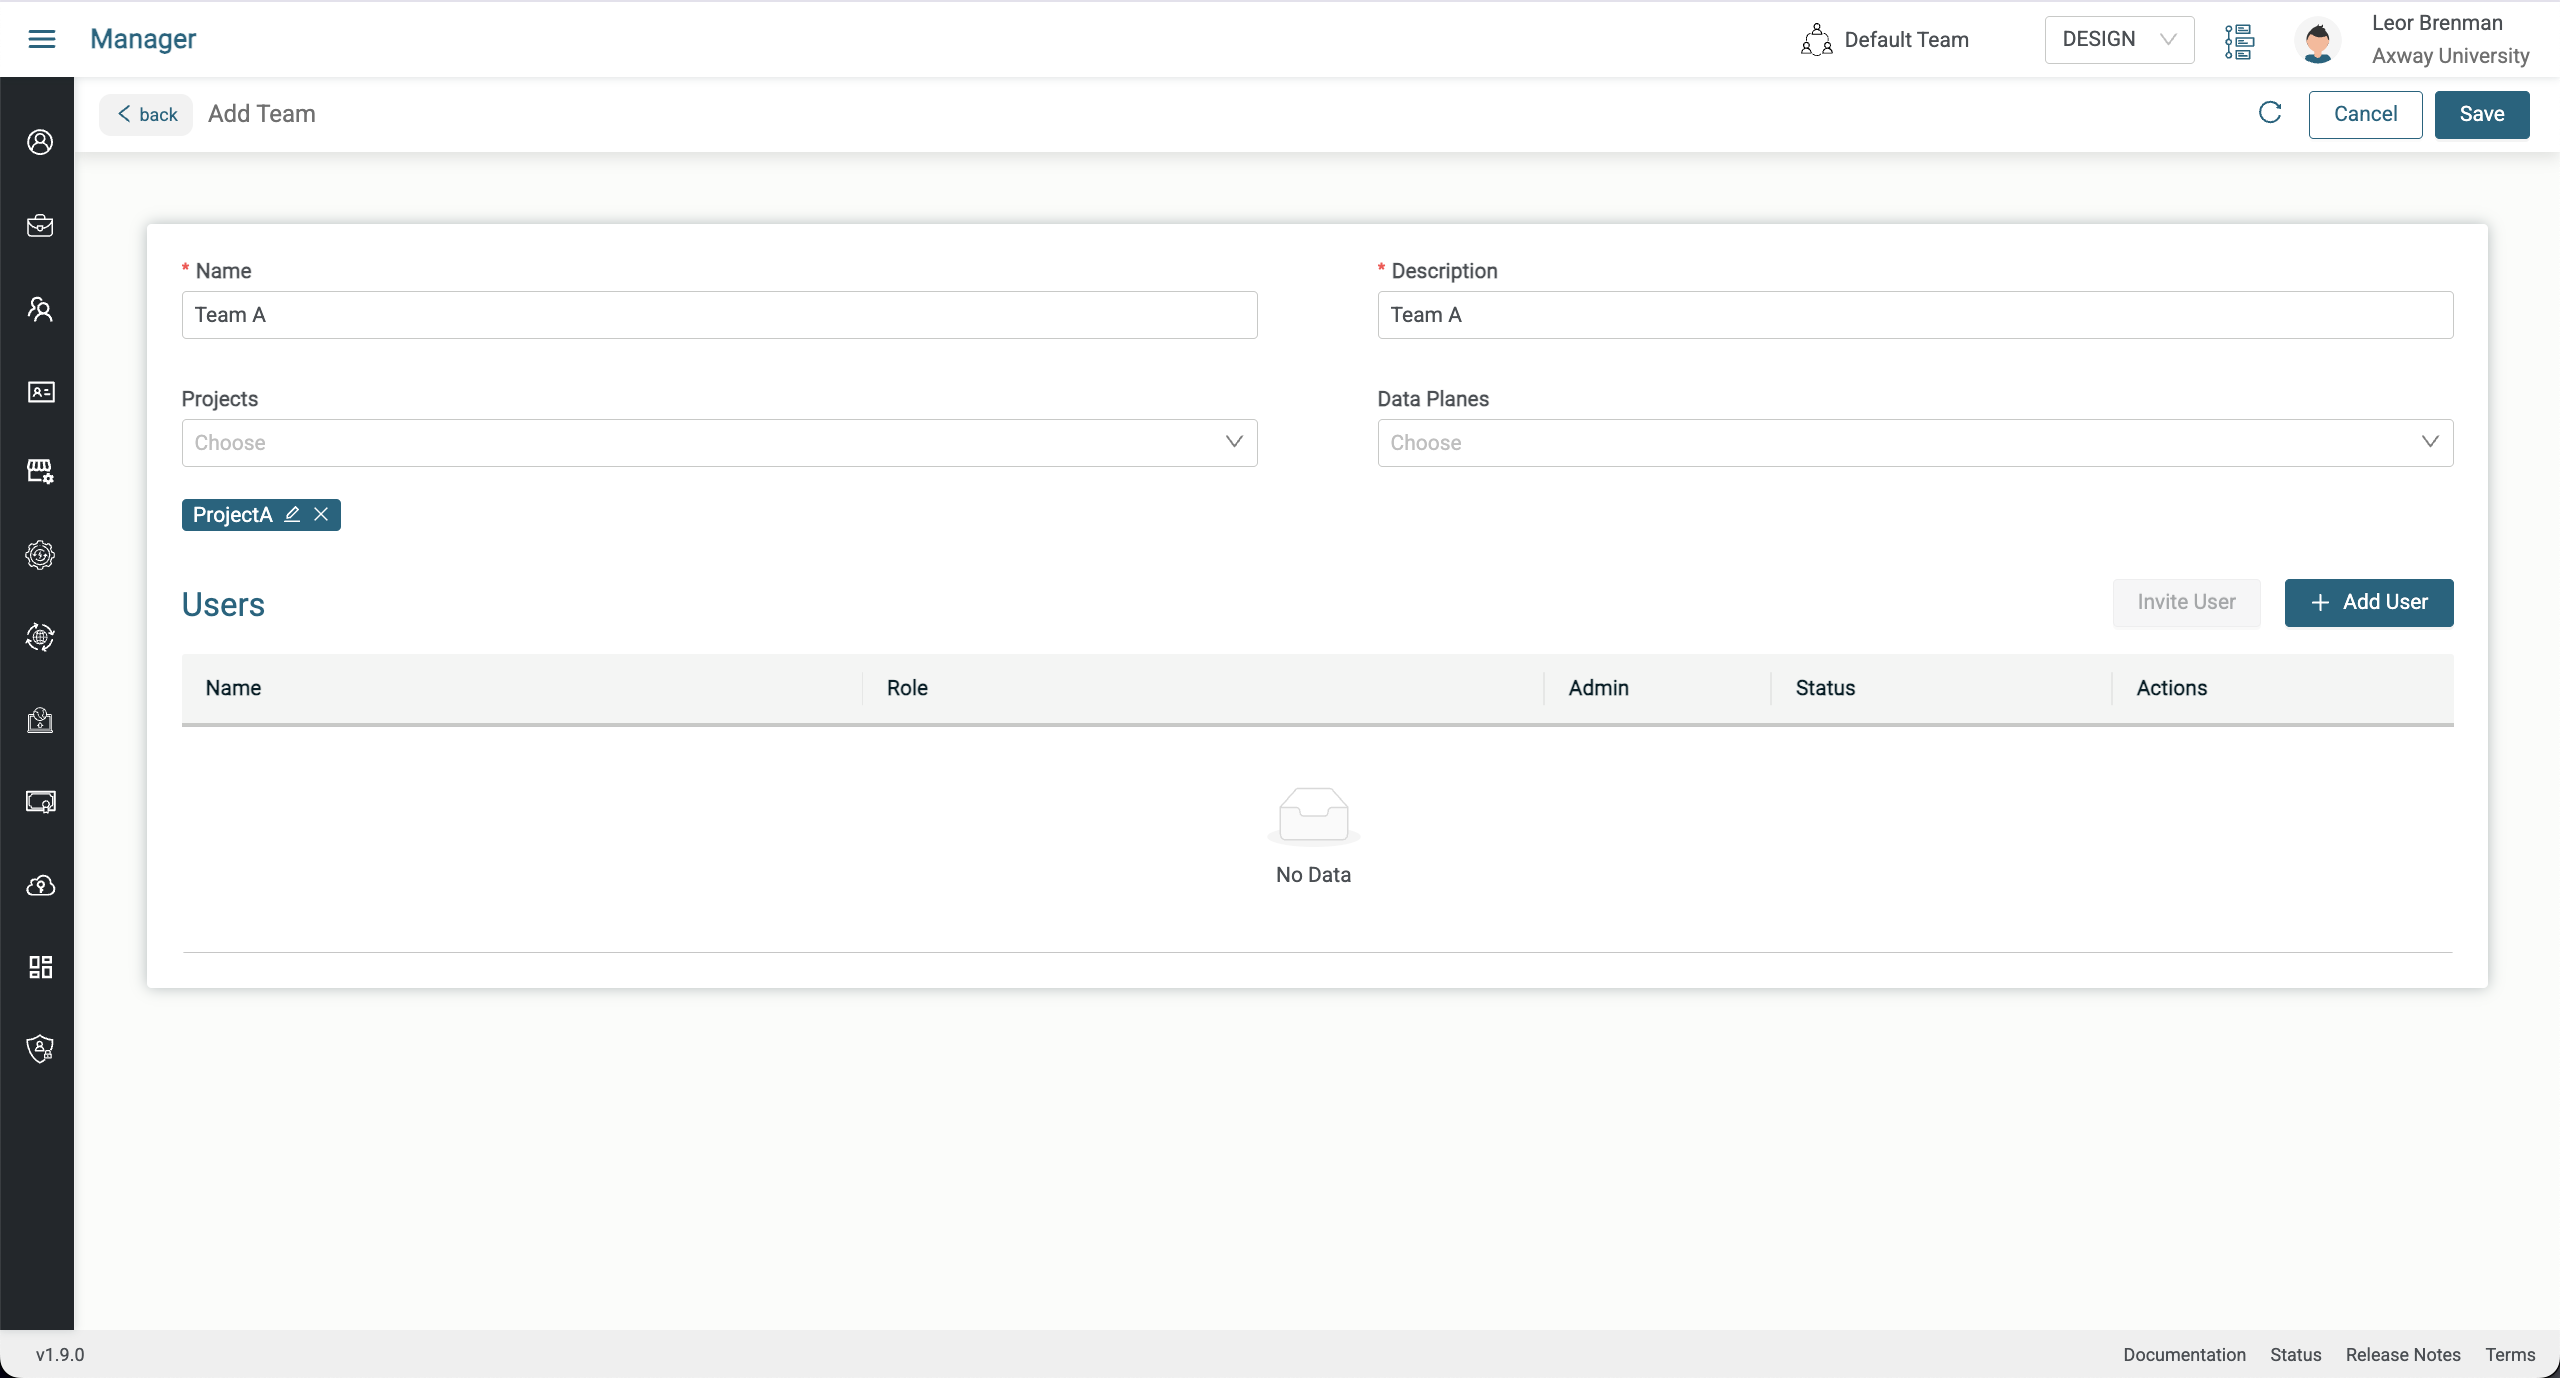 Manager
Default Team
DESIGN
Leor Brenman
Axway University
back
Add Team
Cancel
Save
* Name
* Description
Team A
Team A
Projects
Data Planes
Choose
Choose
ProjectA
Users
Invite User
+ Add User
Name
Role
Admin
Status
Actions
No Data
v1.9.0
Documentation
Status
Release Notes
Terms